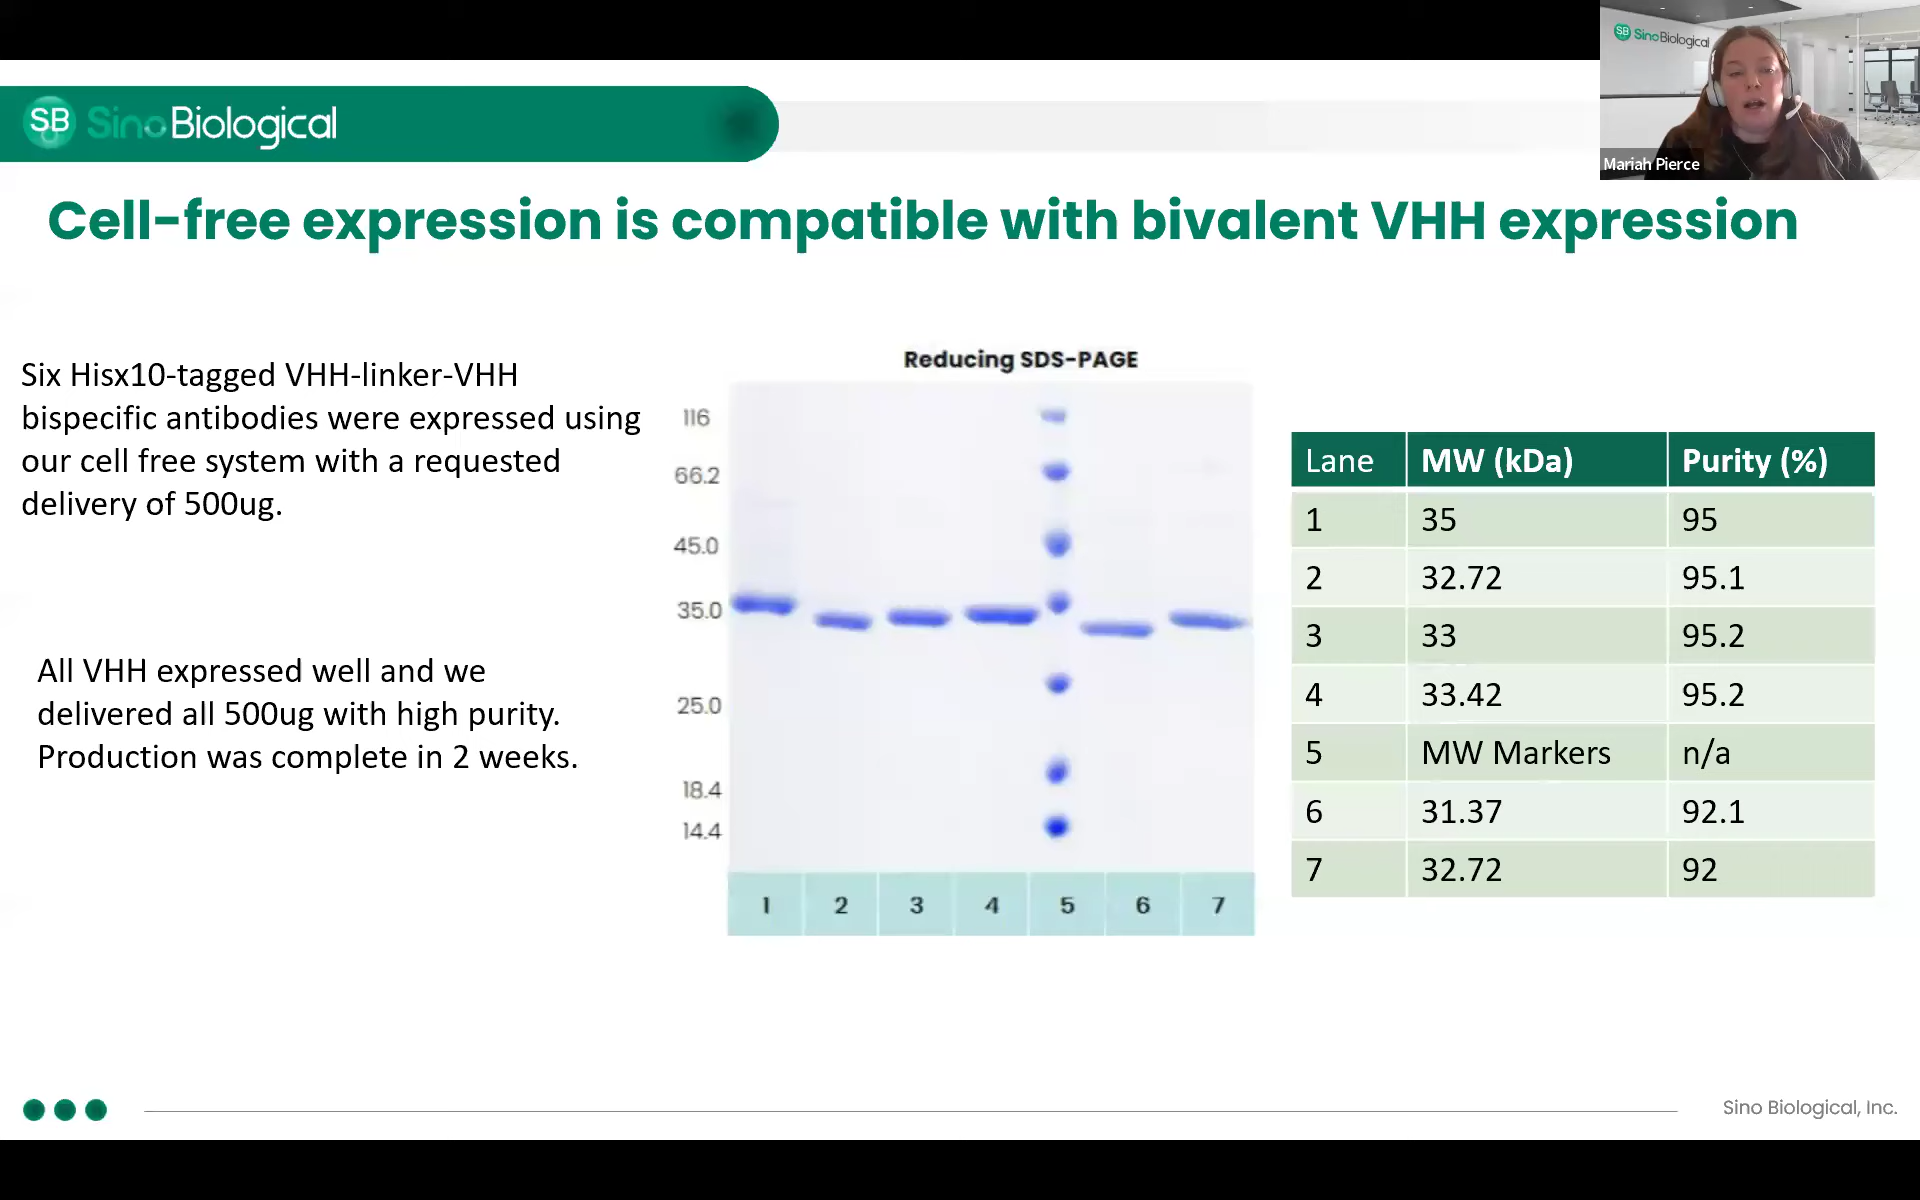 SB SinoBiological
SB SinoBiological
Mariah Pierce
Cell-free expression is compatible with bivalent VHH expression
Six Hisx10-tagged VHH-linker-VHH
bispecific antibodies were expressed using
our cell free system with a requested
delivery of 500ug.
All VHH expressed well and we
delivered all 500ug with high purity.
Production was complete in 2 weeks.
Reducing SDS-PAGE
116
66.2
45.0
35.0
25.0
18.4
14.4
1 2 3 4 5 6 7
Lane MW (kDa) Purity (%)
1 35 95
2 32.72 95.1
3 33 95.2
4 33.42 95.2
5 MW Markers n/a
6 31.37 92.1
7 32.72 92
Sino Biological, Inc.